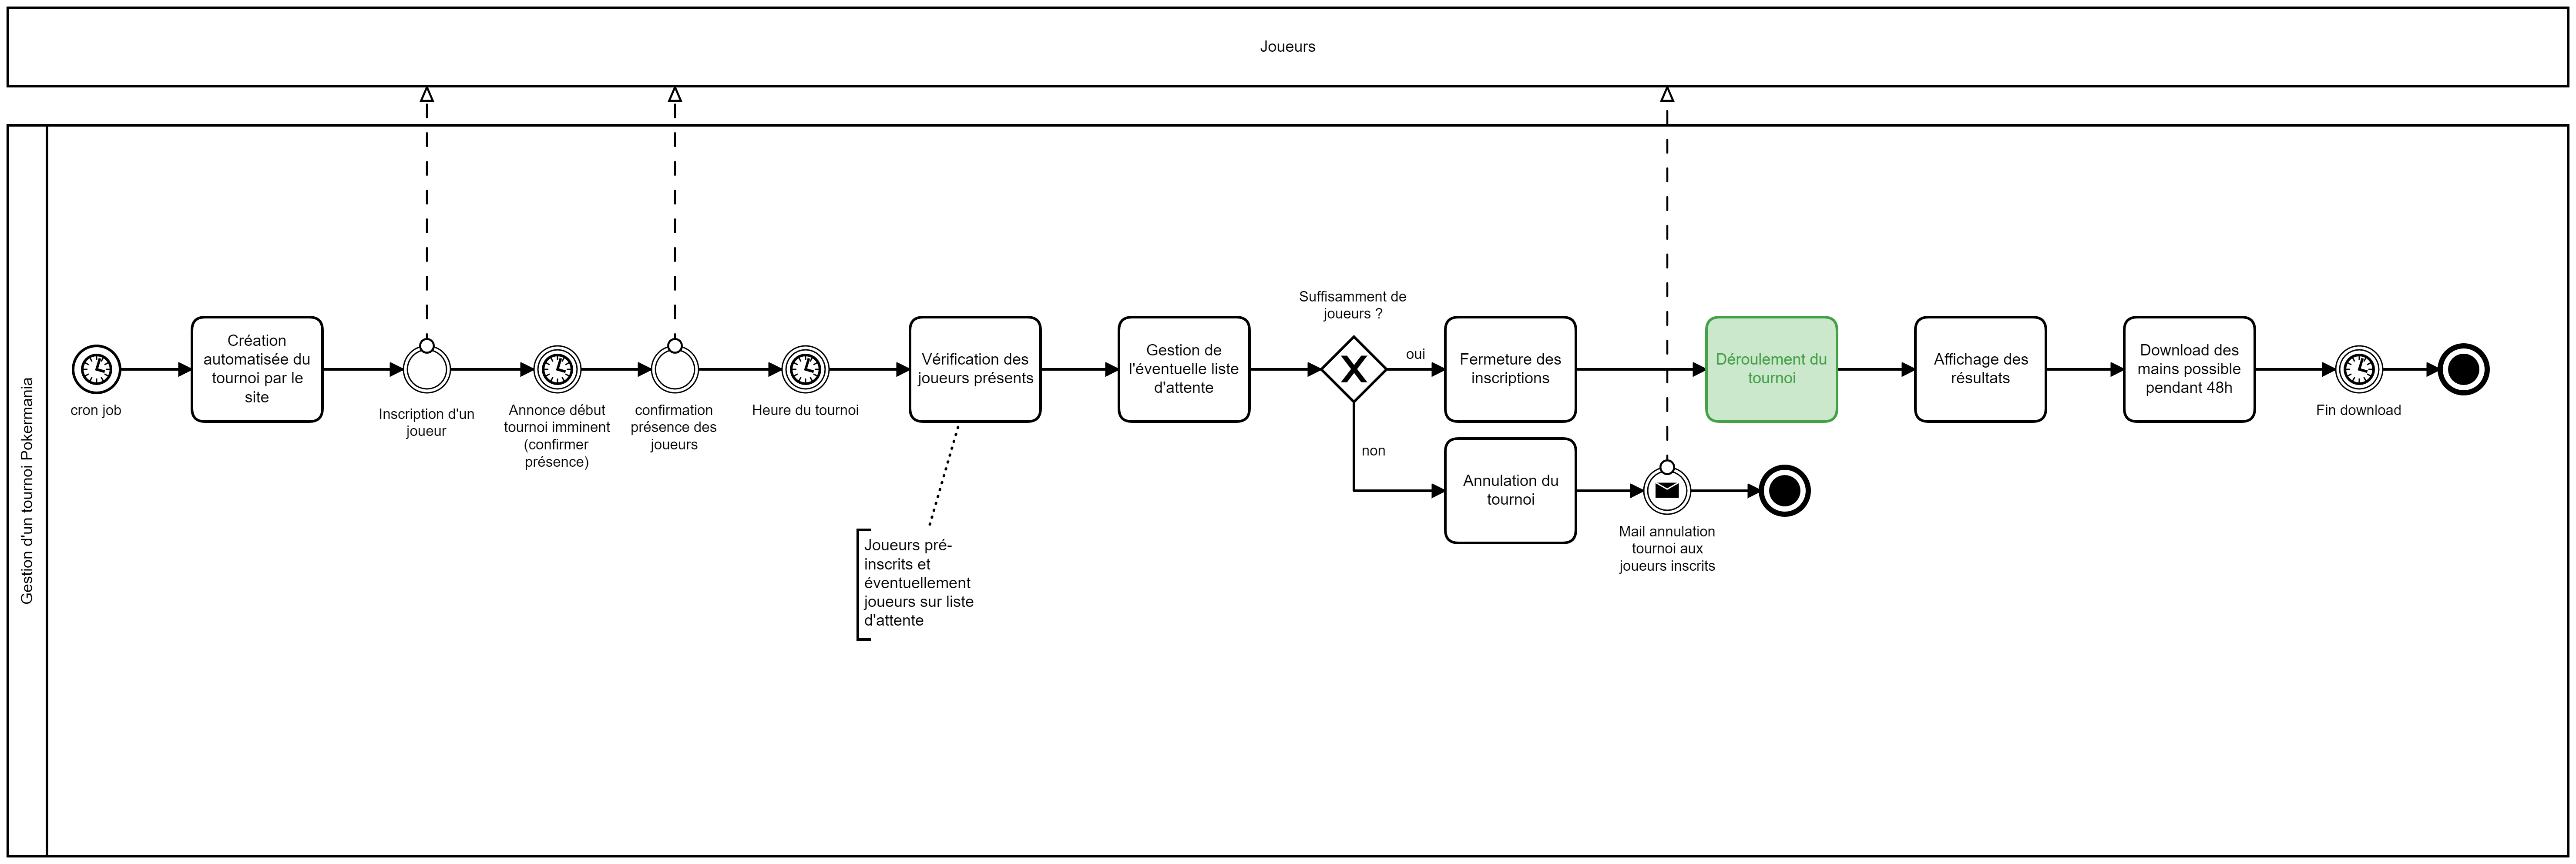 Joueurs
Gestion d'un tournoi Pokermania
cron job
Création
automatisée du
tournoi par le
site
Inscription d'un
joueur
Annonce début
tournoi imminent
(confirmer
présence)
confirmation
présence des
joueurs
Heure du tournoi
Vérification des
joueurs présents
Joueurs pré-
inscrits et
éventuellement
joueurs sur liste
d'attente
Gestion de
l'éventuelle liste
d'attente
Suffisamment de
joueurs ?
oui
non
Fermeture des
inscriptions
Annulation du
tournoi
Mail annulation
tournoi aux
joueurs inscrits
Déroulement du
tournoi
Affichage des
résultats
Download des
mains possible
pendant 48h
Fin download